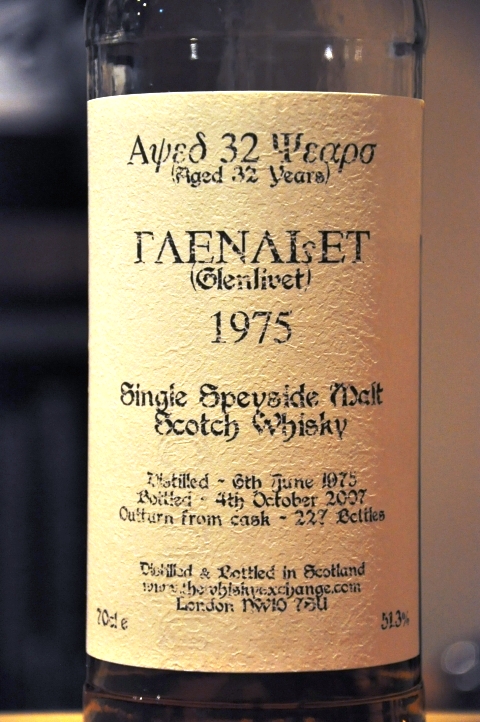 Αψεδ 32 Ψεαρσ
(Aged 32 Years)
ΓΛΕΝΛΙςΕΤ
(Glenlivet)
1975
Single Speyside Malt
Scotch Whisky
Distilled - 6th June 1975
Bottled - 4th October 2007
Outturn from cask - 227 Bottles
Distilled & Bottled in Scotland
www.thewhiskyexchange.com
London NW10 7SU
70cl e
51.3%